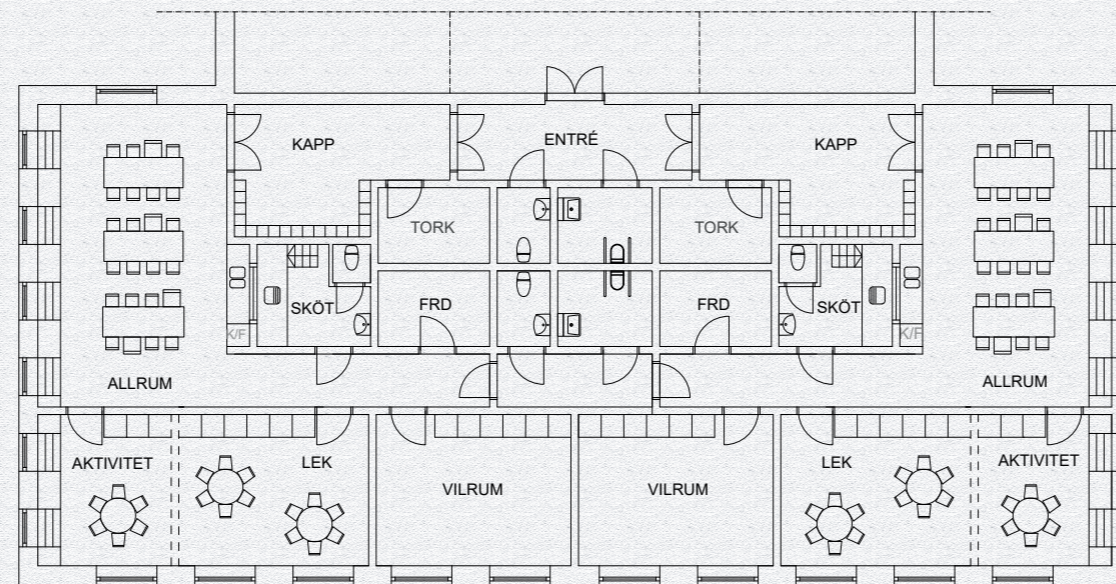 KAPP
ENTRÉ
KAPP
TORK
TORK
SKÖT
FRD
FRD
SKÖT
K/F
K/F
ALLRUM
ALLRUM
AKTIVITET
LEK
LEK
AKTIVITET
VILRUM
VILRUM